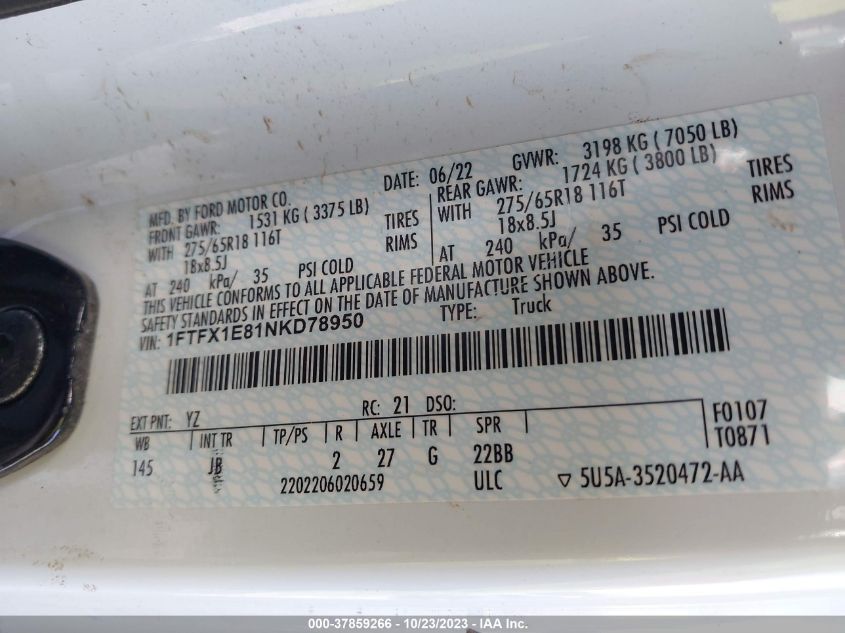 MFD. BY FORD MOTOR CO.
DATE: 06/22 GVWR: 3198 KG ( 7050 LB)
FRONT GAWR: 1531 KG ( 3375 LB)
REAR GAWR: 1724 KG ( 3800 LB)
WITH 275/65R18 116T TIRES
WITH 275/65R18 116T TIRES
18x8.5J RIMS
18x8.5J RIMS
AT 240 kPa/ 35 PSI COLD
AT 240 kPa/ 35 PSI COLD
THIS VEHICLE CONFORMS TO ALL APPLICABLE FEDERAL MOTOR VEHICLE
SAFETY STANDARDS IN EFFECT ON THE DATE OF MANUFACTURE SHOWN ABOVE.
VIN: 1FTFX1E81NKD78950 TYPE: Truck
EXT PNT: YZ RC: 21 DSO:
WB INT TR TP/PS R AXLE TR SPR F0107
145 JB 2 27 G 22BB T0871
2202206020659 ULC ▽ 5U5A-3520472-AA
000-37859266 - 10/23/2023 - IAA Inc.